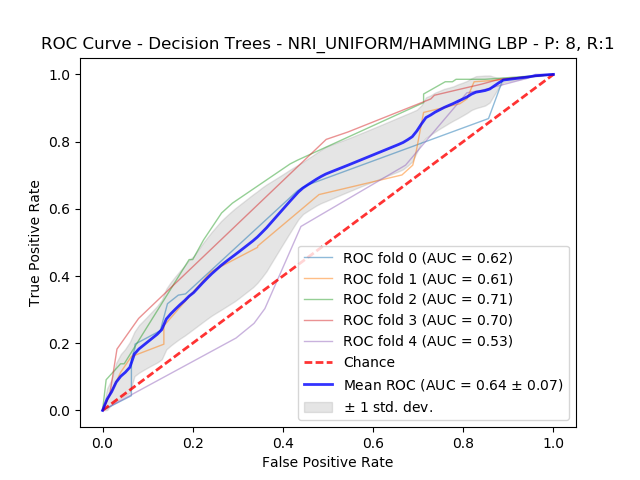 ROC Curve - Decision Trees - NRI_UNIFORM/HAMMING LBP - P: 8, R:1
True Positive Rate
1.0
0.8
0.6
0.4
0.2
0.0
ROC fold 0 (AUC = 0.62)
ROC fold 1 (AUC = 0.61)
ROC fold 2 (AUC = 0.71)
ROC fold 3 (AUC = 0.70)
ROC fold 4 (AUC = 0.53)
Chance
Mean ROC (AUC = 0.64 ± 0.07)
± 1 std. dev.
0.0 0.2 0.4 0.6 0.8 1.0
False Positive Rate